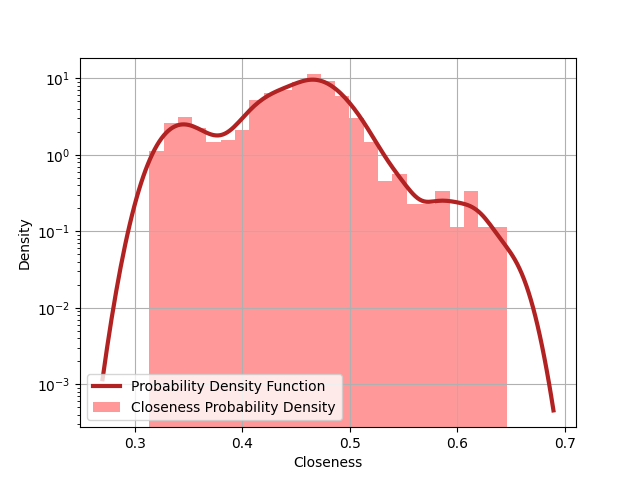 10¹
10⁰
10⁻¹
10⁻²
10⁻³
Density
Probability Density Function
Closeness Probability Density
0.3 0.4 0.5 0.6 0.7
Closeness